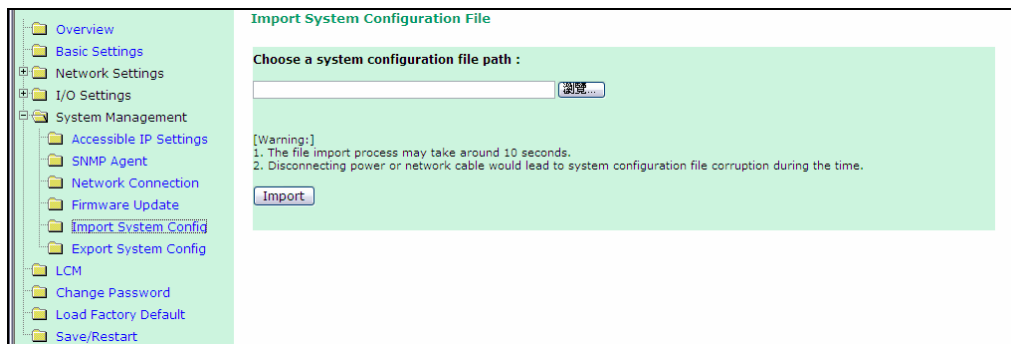 Overview
Basic Settings
Network Settings
I/O Settings
System Management
Accessible IP Settings
SNMP Agent
Network Connection
Firmware Update
Import System Config
Export System Config
LCM
Change Password
Load Factory Default
Save/Restart
Import System Configuration File
Choose a system configuration file path :
瀏覽...
[Warning:]
1. The file import process may take around 10 seconds.
2. Disconnecting power or network cable would lead to system configuration file corruption during the time.
Import